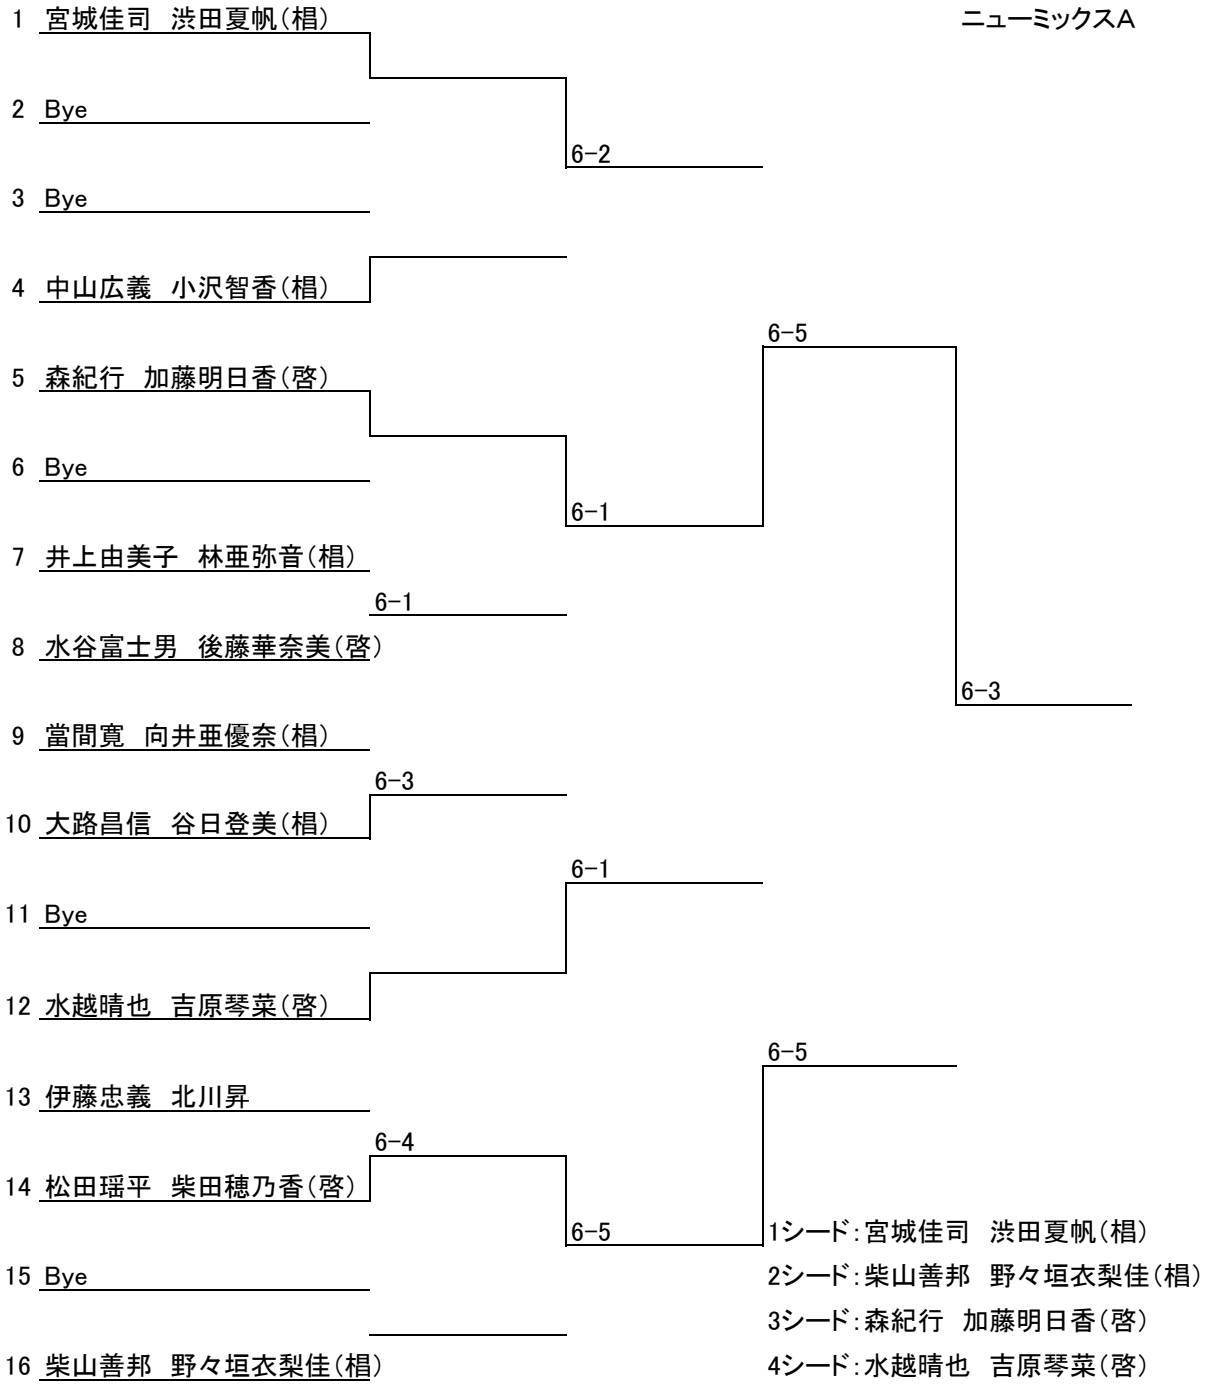 1 宮城佳司　渋田夏帆（椙）
ニューミックスA
2 Bye
6-2
3 Bye
4 中山広義　小沢智香（椙）
6-5
5 森紀行　加藤明日香（啓）
6 Bye
6-1
7 井上由美子　林亜弥音（椙）
6-1
8 水谷富士男　後藤華奈美（啓）
6-3
9 當間寛　向井亜優奈（椙）
6-3
10 大路昌信　谷日登美（椙）
6-1
11 Bye
12 水越晴也　吉原琴菜（啓）
6-5
13 伊藤忠義　北川昇
6-4
14 松田瑶平　柴田穂乃香（啓）
6-5
1シード：宮城佳司　渋田夏帆（椙）
15 Bye
2シード：柴山善邦　野々垣衣梨佳（椙）
3シード：森紀行　加藤明日香（啓）
16 柴山善邦　野々垣衣梨佳（椙）
4シード：水越晴也　吉原琴菜（啓）